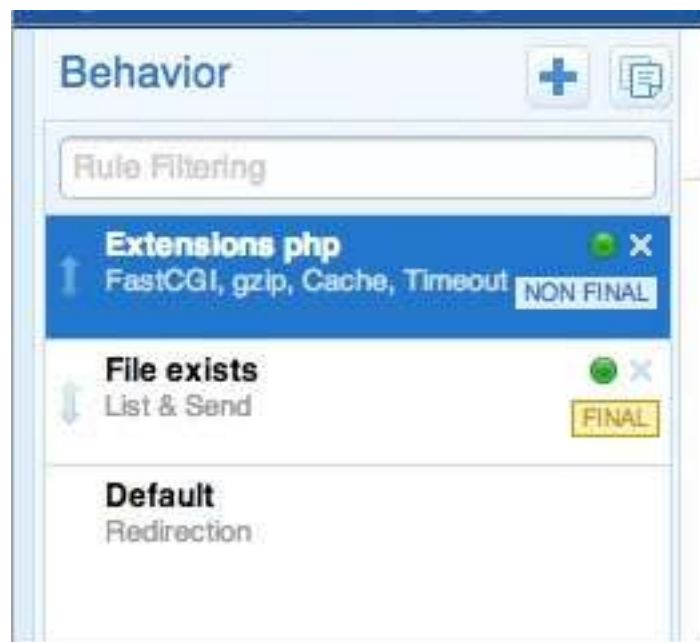 Behavior
Rule Filtering
Extensions php
FastCGI, gzip, Cache, Timeout
NON FINAL
File exists
List & Send
FINAL
Default
Redirection